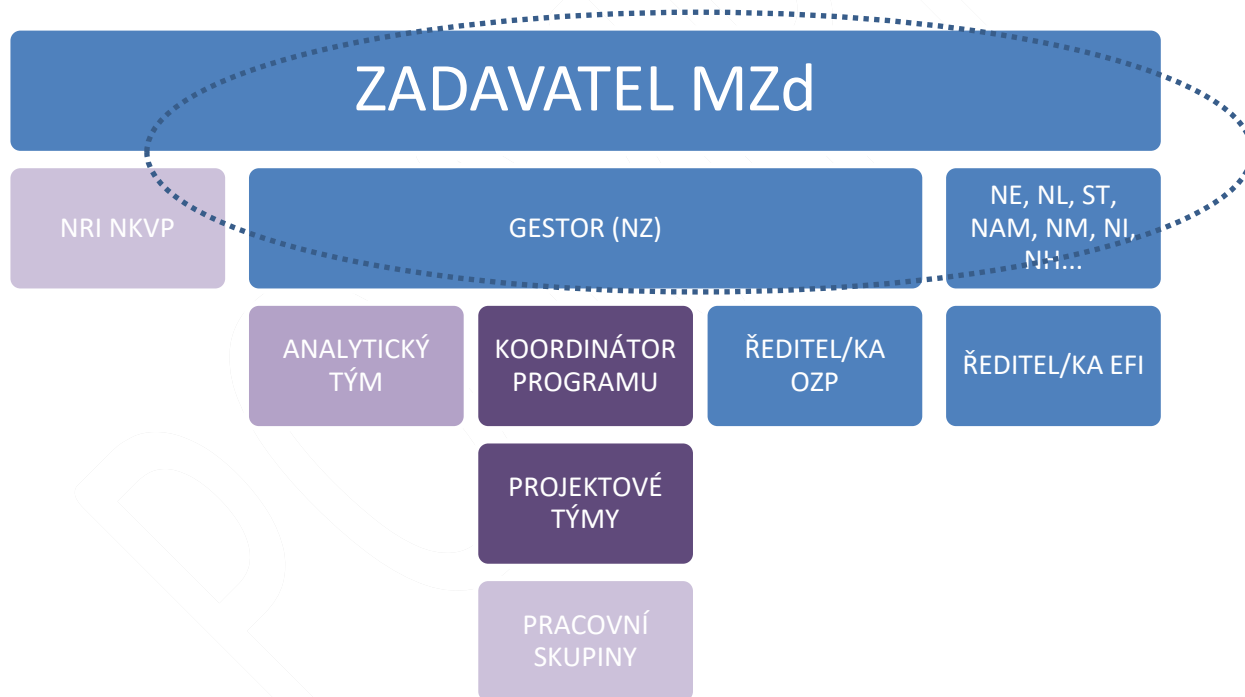 ZADAVATEL MZd
NRI NKVP
GESTOR (NZ)
NE, NL, ST,
NAM, NM, NI,
NH...
ANALYTICKÝ
TÝM
KOORDINÁTOR
PROGRAMU
ŘEDITEL/KA
OZP
ŘEDITEL/KA EFI
PROJEKTOVÉ
TÝMY
PRACOVNÍ
SKUPINY